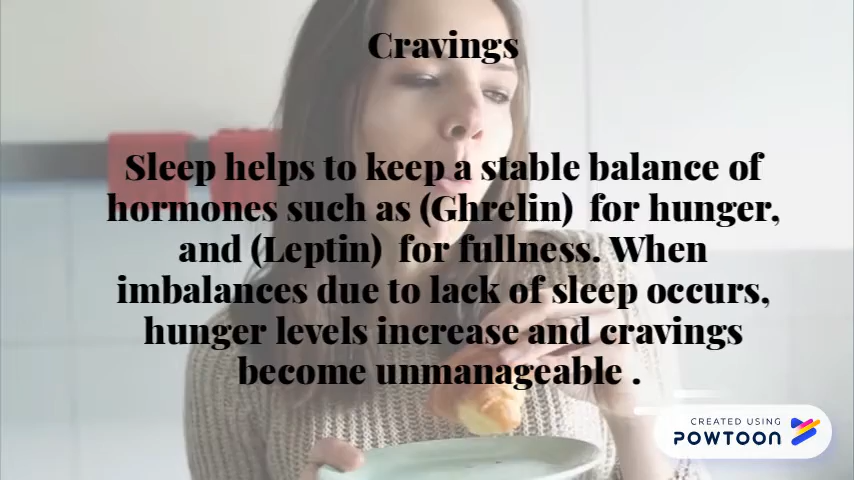 Cravings
Sleep helps to keep a stable balance of
hormones such as (Ghrelin)  for hunger,
and (Leptin)  for fullness. When
imbalances due to lack of sleep occurs,
hunger levels increase and cravings
become unmanageable .
CREATED USING
POWTOON